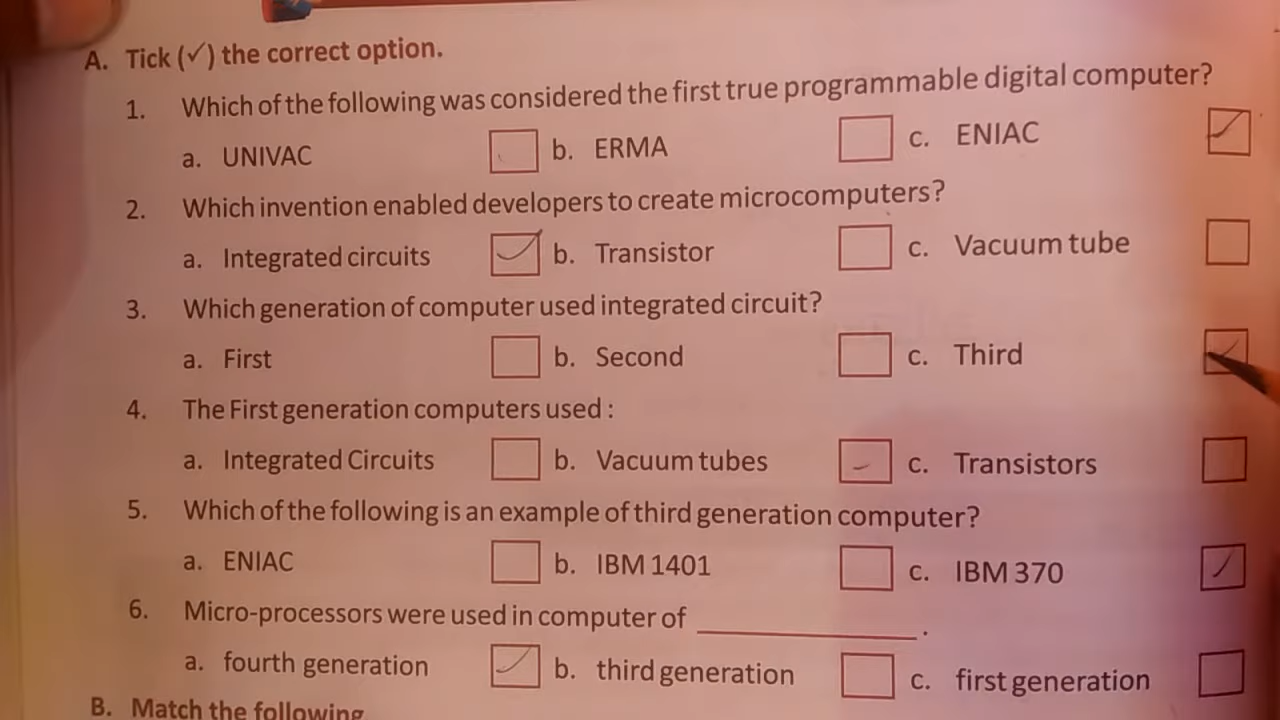 A. Tick (✓) the correct option.
1. Which of the following was considered the first true programmable digital computer?
a. UNIVAC b. ERMA c. ENIAC
2. Which invention enabled developers to create microcomputers?
a. Integrated circuits b. Transistor c. Vacuum tube
3. Which generation of computer used integrated circuit?
a. First b. Second c. Third
4. The First generation computers used :
a. Integrated Circuits b. Vacuum tubes c. Transistors
5. Which of the following is an example of third generation computer?
a. ENIAC b. IBM 1401 c. IBM 370
6. Micro-processors were used in computer of ____________.
a. fourth generation b. third generation c. first generation
B. Match the following